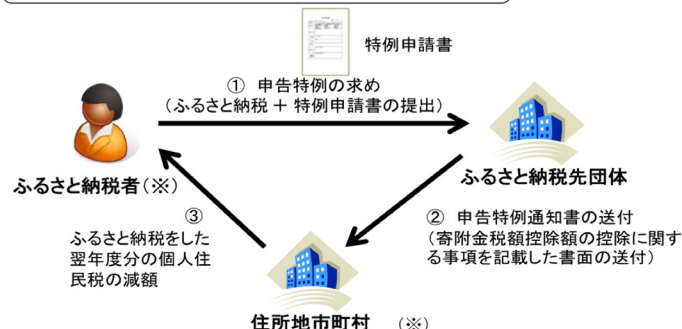 特例申請書
① 申告特例の求め
（ふるさと納税 ＋ 特例申請書の提出）
ふるさと納税者（※）
ふるさと納税先団体
② 申告特例通知書の送付
（寄附金税額控除額の控除に関す
る事項を記載した書面の送付）
③
ふるさと納税をした
翌年度分の個人住
民税の減額
住所地市町村 （※）